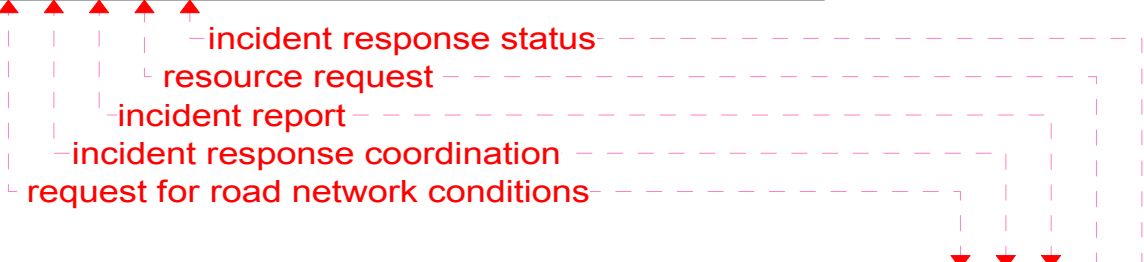 incident response status
resource request
incident report
incident response coordination
request for road network conditions